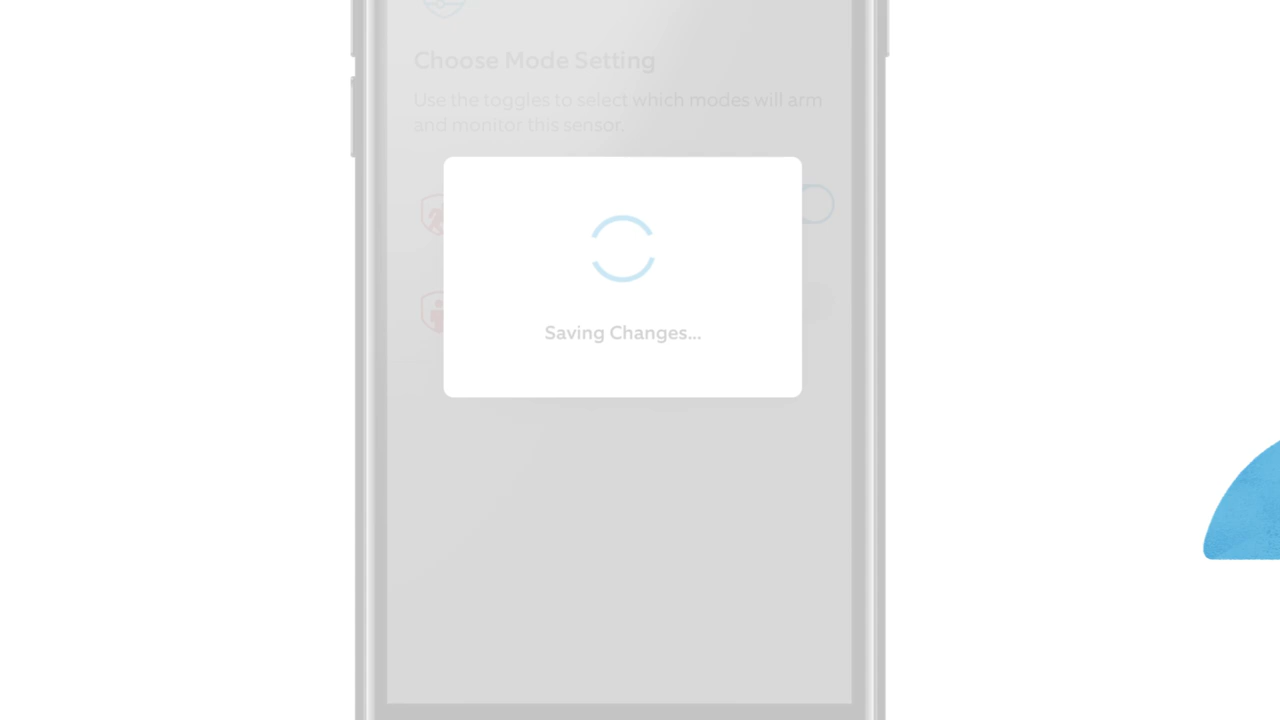 Choose Mode Setting
Use the toggles to select which modes will arm
and monitor this sensor.
Saving Changes...